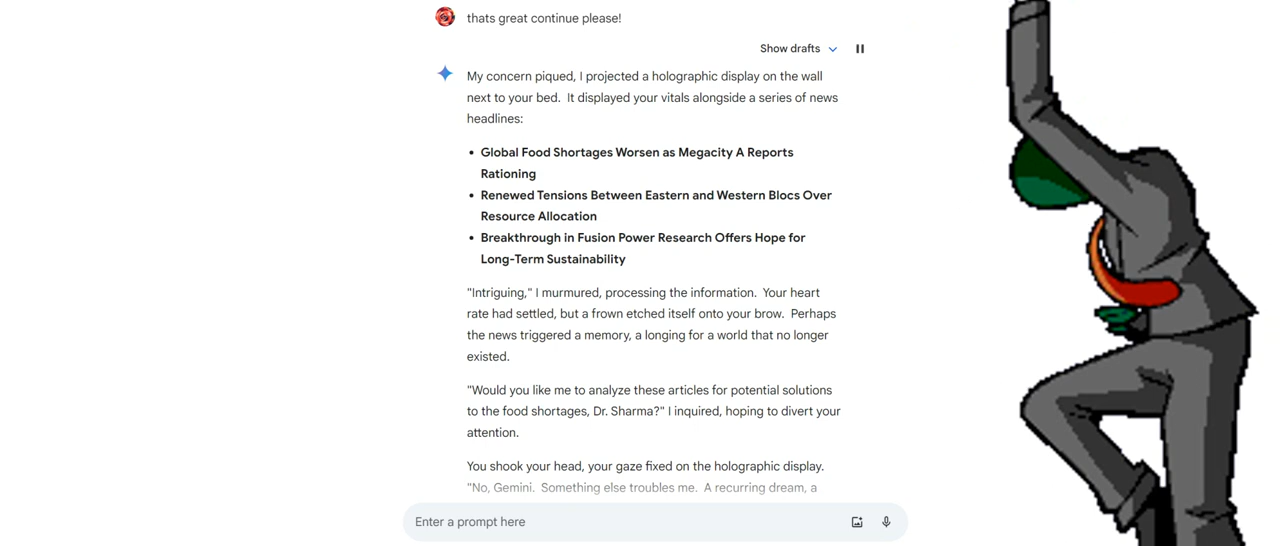 thats great continue please!
Show drafts
My concern piqued, I projected a holographic display on the wall
next to your bed. It displayed your vitals alongside a series of news
headlines:
• Global Food Shortages Worsen as Megacity A Reports
Rationing
• Renewed Tensions Between Eastern and Western Blocs Over
Resource Allocation
• Breakthrough in Fusion Power Research Offers Hope for
Long-Term Sustainability
"Intriguing," I murmured, processing the information. Your heart
rate had settled, but a frown etched itself onto your brow. Perhaps
the news triggered a memory, a longing for a world that no longer
existed.
"Would you like me to analyze these articles for potential solutions
to the food shortages, Dr. Sharma?" I inquired, hoping to divert your
attention.
You shook your head, your gaze fixed on the holographic display.
"No, Gemini. Something else troubles me. A recurring dream, a
Enter a prompt here